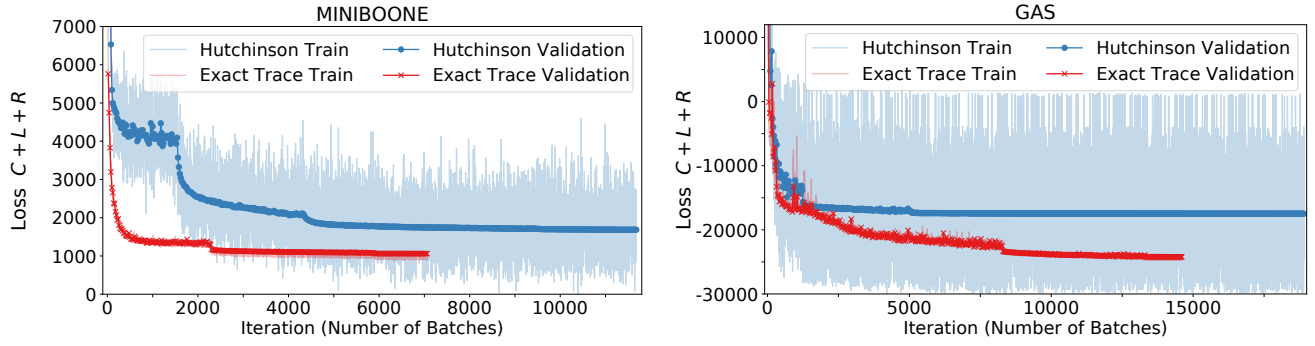 MINIBOONE
7000
6000
5000
4000
3000
2000
1000
0
Loss C + L + R
Hutchinson Train
Exact Trace Train
Hutchinson Validation
Exact Trace Validation
0 2000 4000 6000 8000 10000
Iteration (Number of Batches)
GAS
10000
0
-10000
-20000
-30000
Loss C + L + R
Hutchinson Train
Exact Trace Train
Hutchinson Validation
Exact Trace Validation
0 5000 10000 15000
Iteration (Number of Batches)